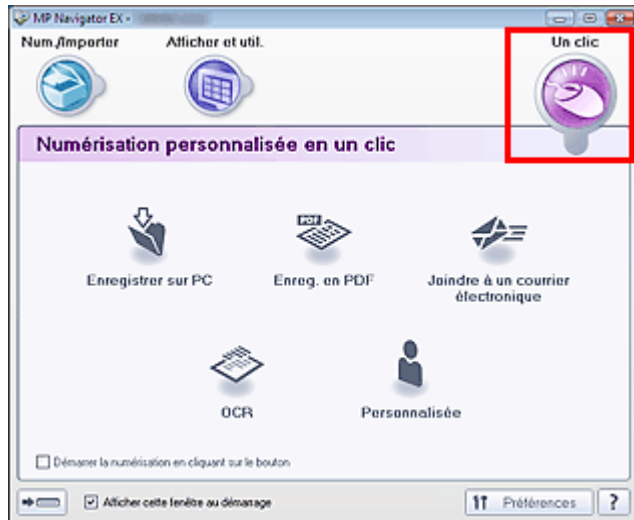 MP Navigator EX -
Num./Importer Afficher et util. Un clic
Numérisation personnalisée en un clic
Enregistrer sur PC
PDF
Enreg. en PDF
Joindre à un courrier
électronique
OCR
Personnalisée
Démarrer la numérisation en cliquant sur le bouton
Afficher cette fenêtre au démarrage
Préférences
?